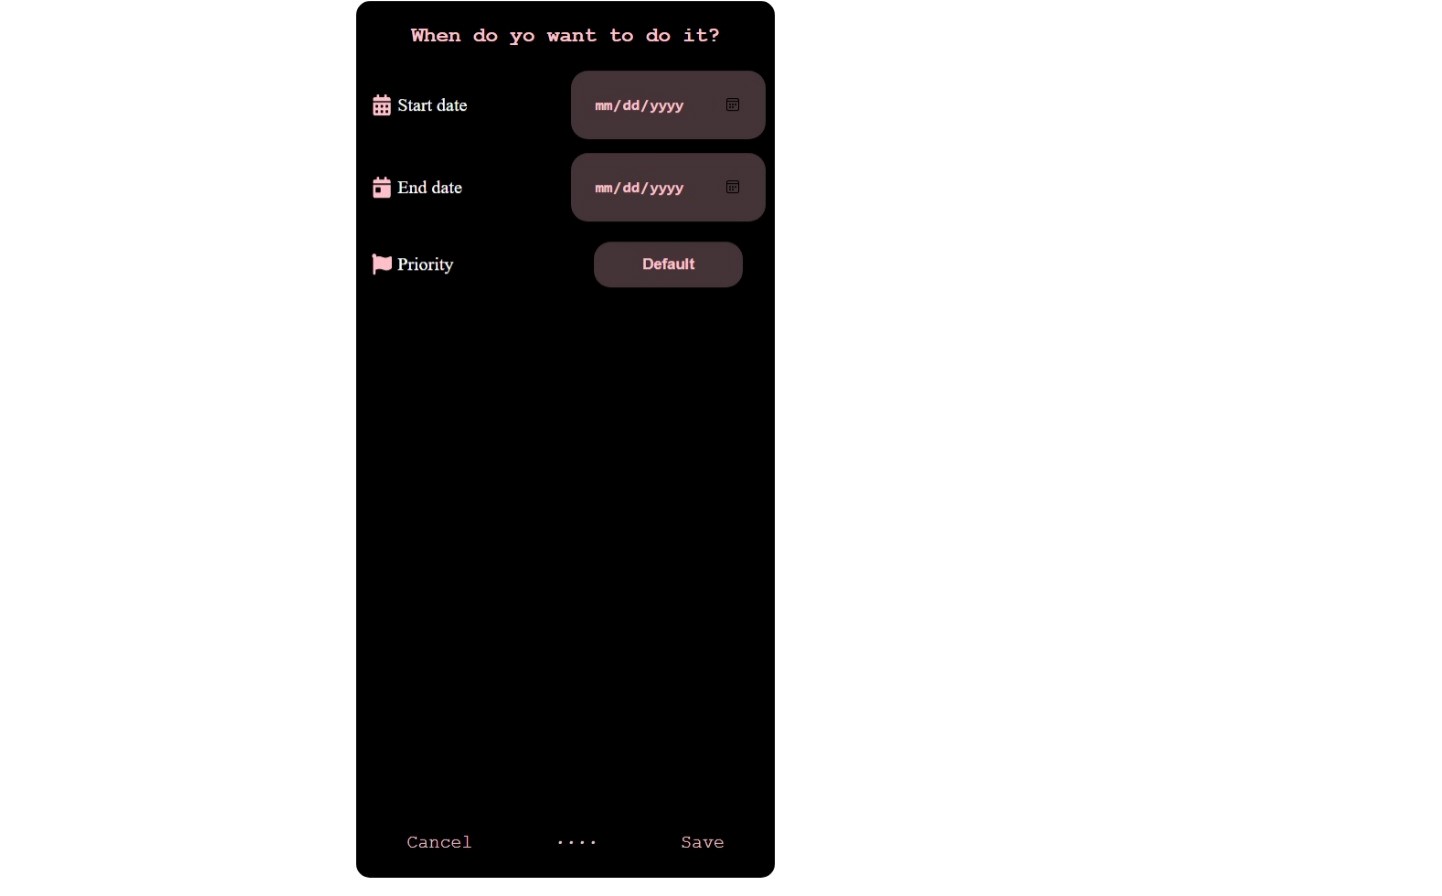 When do yo want to do it?
Start date mm/dd/yyyy
End date mm/dd/yyyy
Priority Default
Cancel .... Save